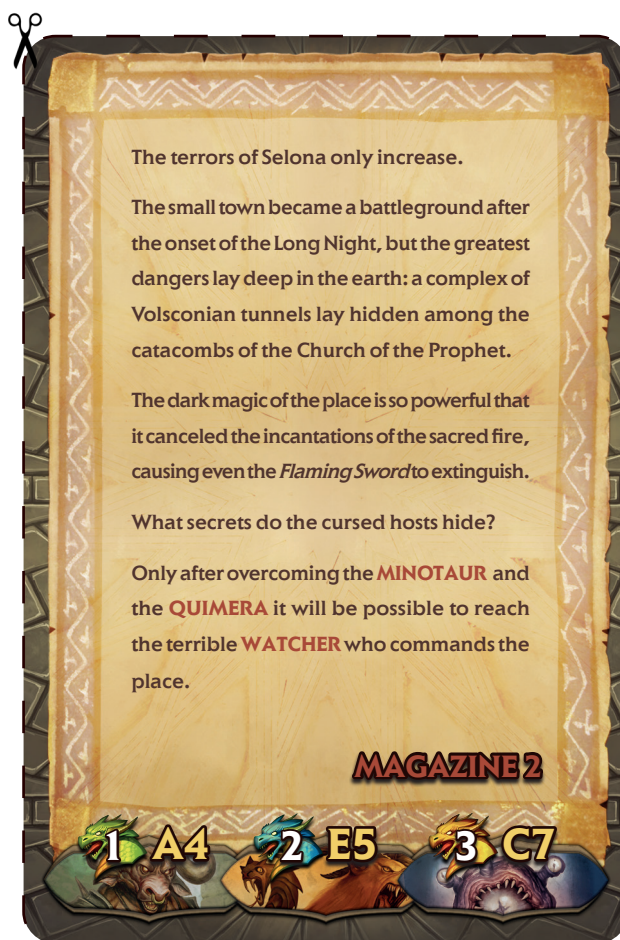 The terrors of Selona only increase.
The small town became a battleground after
the onset of the Long Night, but the greatest
dangers lay deep in the earth: a complex of
Volsconian tunnels lay hidden among the
catacombs of the Church of the Prophet.
The dark magic of the place is so powerful that
it canceled the incantations of the sacred fire,
causing even the Flaming Sword to extinguish.
What secrets do the cursed hosts hide?
Only after overcoming the MINOTAUR and
the QUIMERA it will be possible to reach
the terrible WATCHER who commands the
place.
MAGAZINE 2
1 A4 2 E5 3 C7